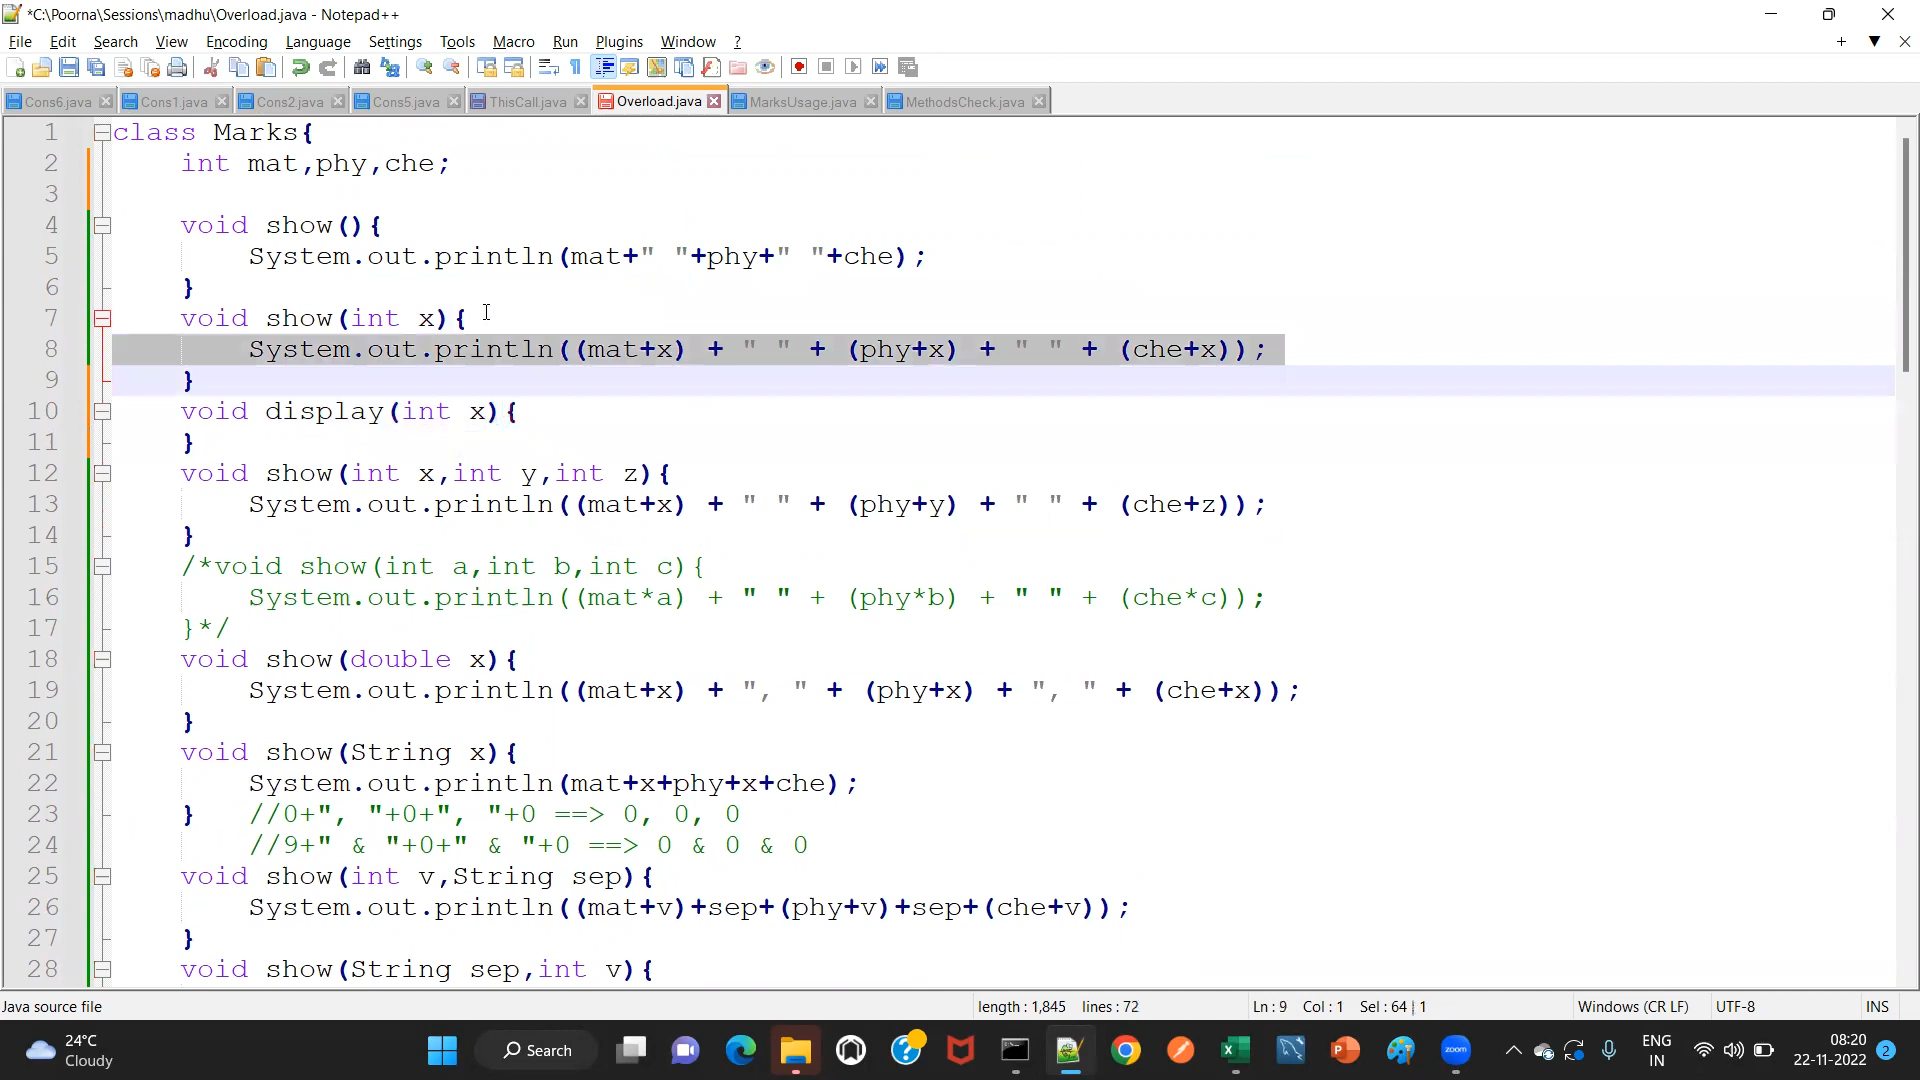 *C:\Poorna\Sessions\madhu\Overload.java - Notepad++
File Edit Search View Encoding Language Settings Tools Macro Run Plugins Window ?
Cons6.java Cons1.java Cons2.java Cons5.java ThisCall.java Overload.java MarksUsage.java MethodsCheck.java
1 class Marks{
2 int mat,phy,che;
3
4 void show(){
5 System.out.println(mat+" "+phy+" "+che);
6 }
7 void show(int x){
8 System.out.println((mat+x) + " " + (phy+x) + " " + (che+x));
9 }
10 void display(int x){
11 }
12 void show(int x,int y,int z){
13 System.out.println((mat+x) + " " + (phy+y) + " " + (che+z));
14 }
15 /*void show(int a,int b,int c){
16 System.out.println((mat*a) + " " + (phy*b) + " " + (che*c));
17 }*/
18 void show(double x){
19 System.out.println((mat+x) + ", " + (phy+x) + ", " + (che+x));
20 }
21 void show(String x){
22 System.out.println(mat+x+phy+x+che);
23 } //0+", "+0+", "+0 ==> 0, 0, 0
24 //9+" & "+0+" & "+0 ==> 0 & 0 & 0
25 void show(int v,String sep){
26 System.out.println((mat+v)+sep+(phy+v)+sep+(che+v));
27 }
28 void show(String sep,int v){
Java source file length : 1,845 lines : 72 Ln : 9 Col : 1 Sel : 64 | 1 Windows (CR LF) UTF-8 INS
24°C
Cloudy
Search
zoom
ENG
IN
08:20
22-11-2022
2